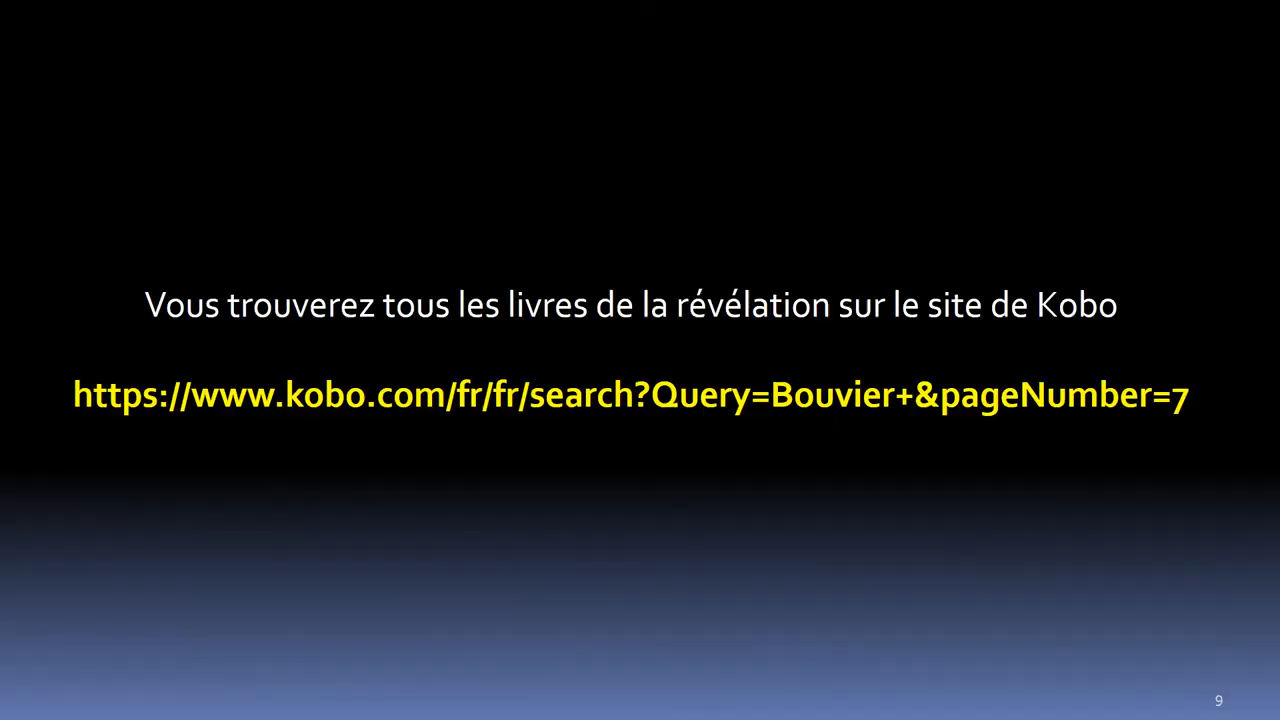 Vous trouverez tous les livres de la révélation sur le site de Kobo
https://www.kobo.com/fr/fr/search?Query=Bouvier+&pageNumber=7
9